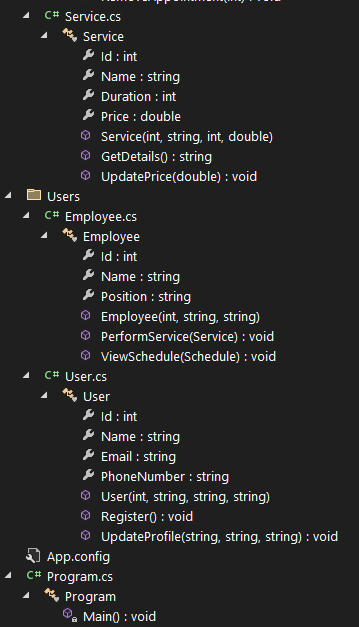 RemoveAppointment(int) : void
C# Service.cs
Service
Id : int
Name : string
Duration : int
Price : double
Service(int, string, int, double)
GetDetails() : string
UpdatePrice(double) : void
Users
C# Employee.cs
Employee
Id : int
Name : string
Position : string
Employee(int, string, string)
PerformService(Service) : void
ViewSchedule(Schedule) : void
C# User.cs
User
Id : int
Name : string
Email : string
PhoneNumber : string
User(int, string, string, string)
Register() : void
UpdateProfile(string, string, string) : void
App.config
C# Program.cs
Program
Main() : void